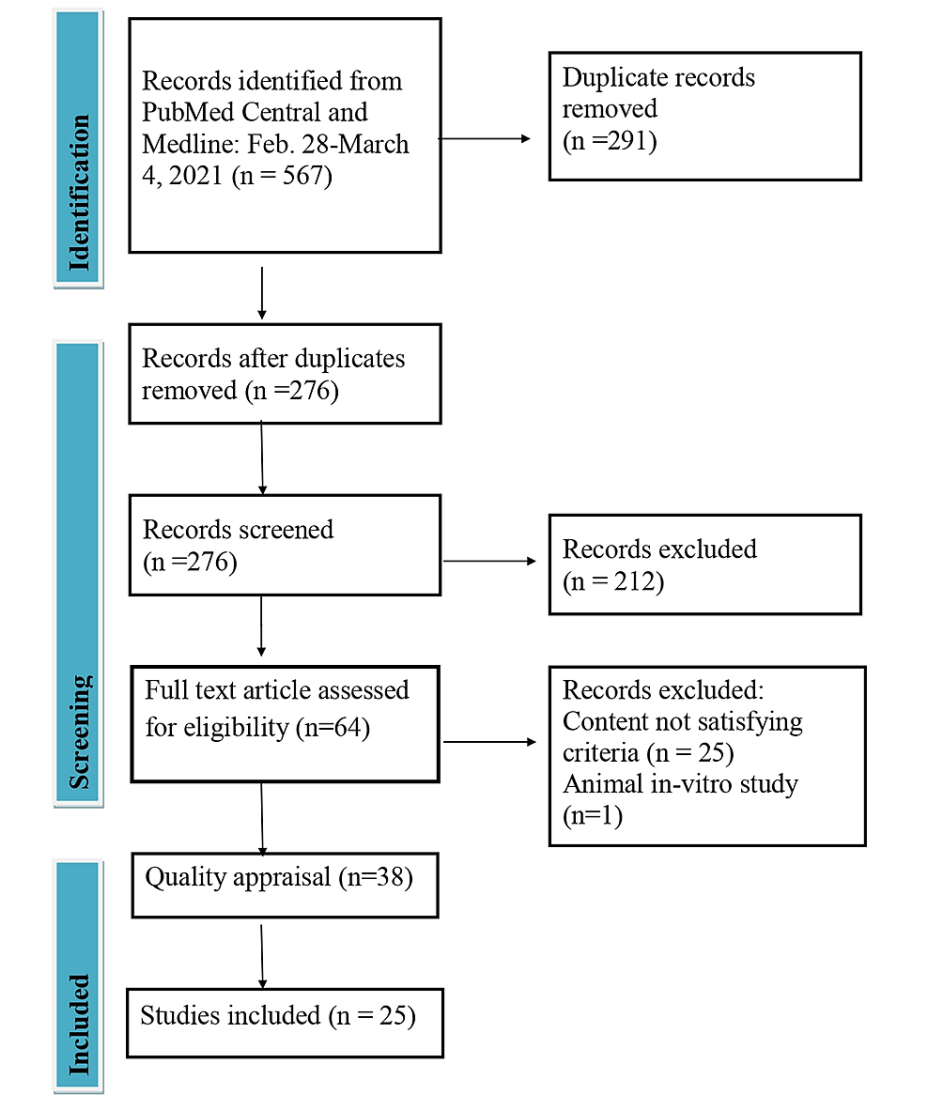 Identification
Records identified from
PubMed Central and
Medline: Feb. 28-March
4, 2021 (n = 567)
Duplicate records
removed
(n =291)
Screening
Records after duplicates
removed (n =276)
Records screened
(n =276)
Records excluded
(n = 212)
Full text article assessed
for eligibility (n=64)
Records excluded:
Content not satisfying
criteria (n = 25)
Animal in-vitro study
(n=1)
Included
Quality appraisal (n=38)
Studies included (n = 25)